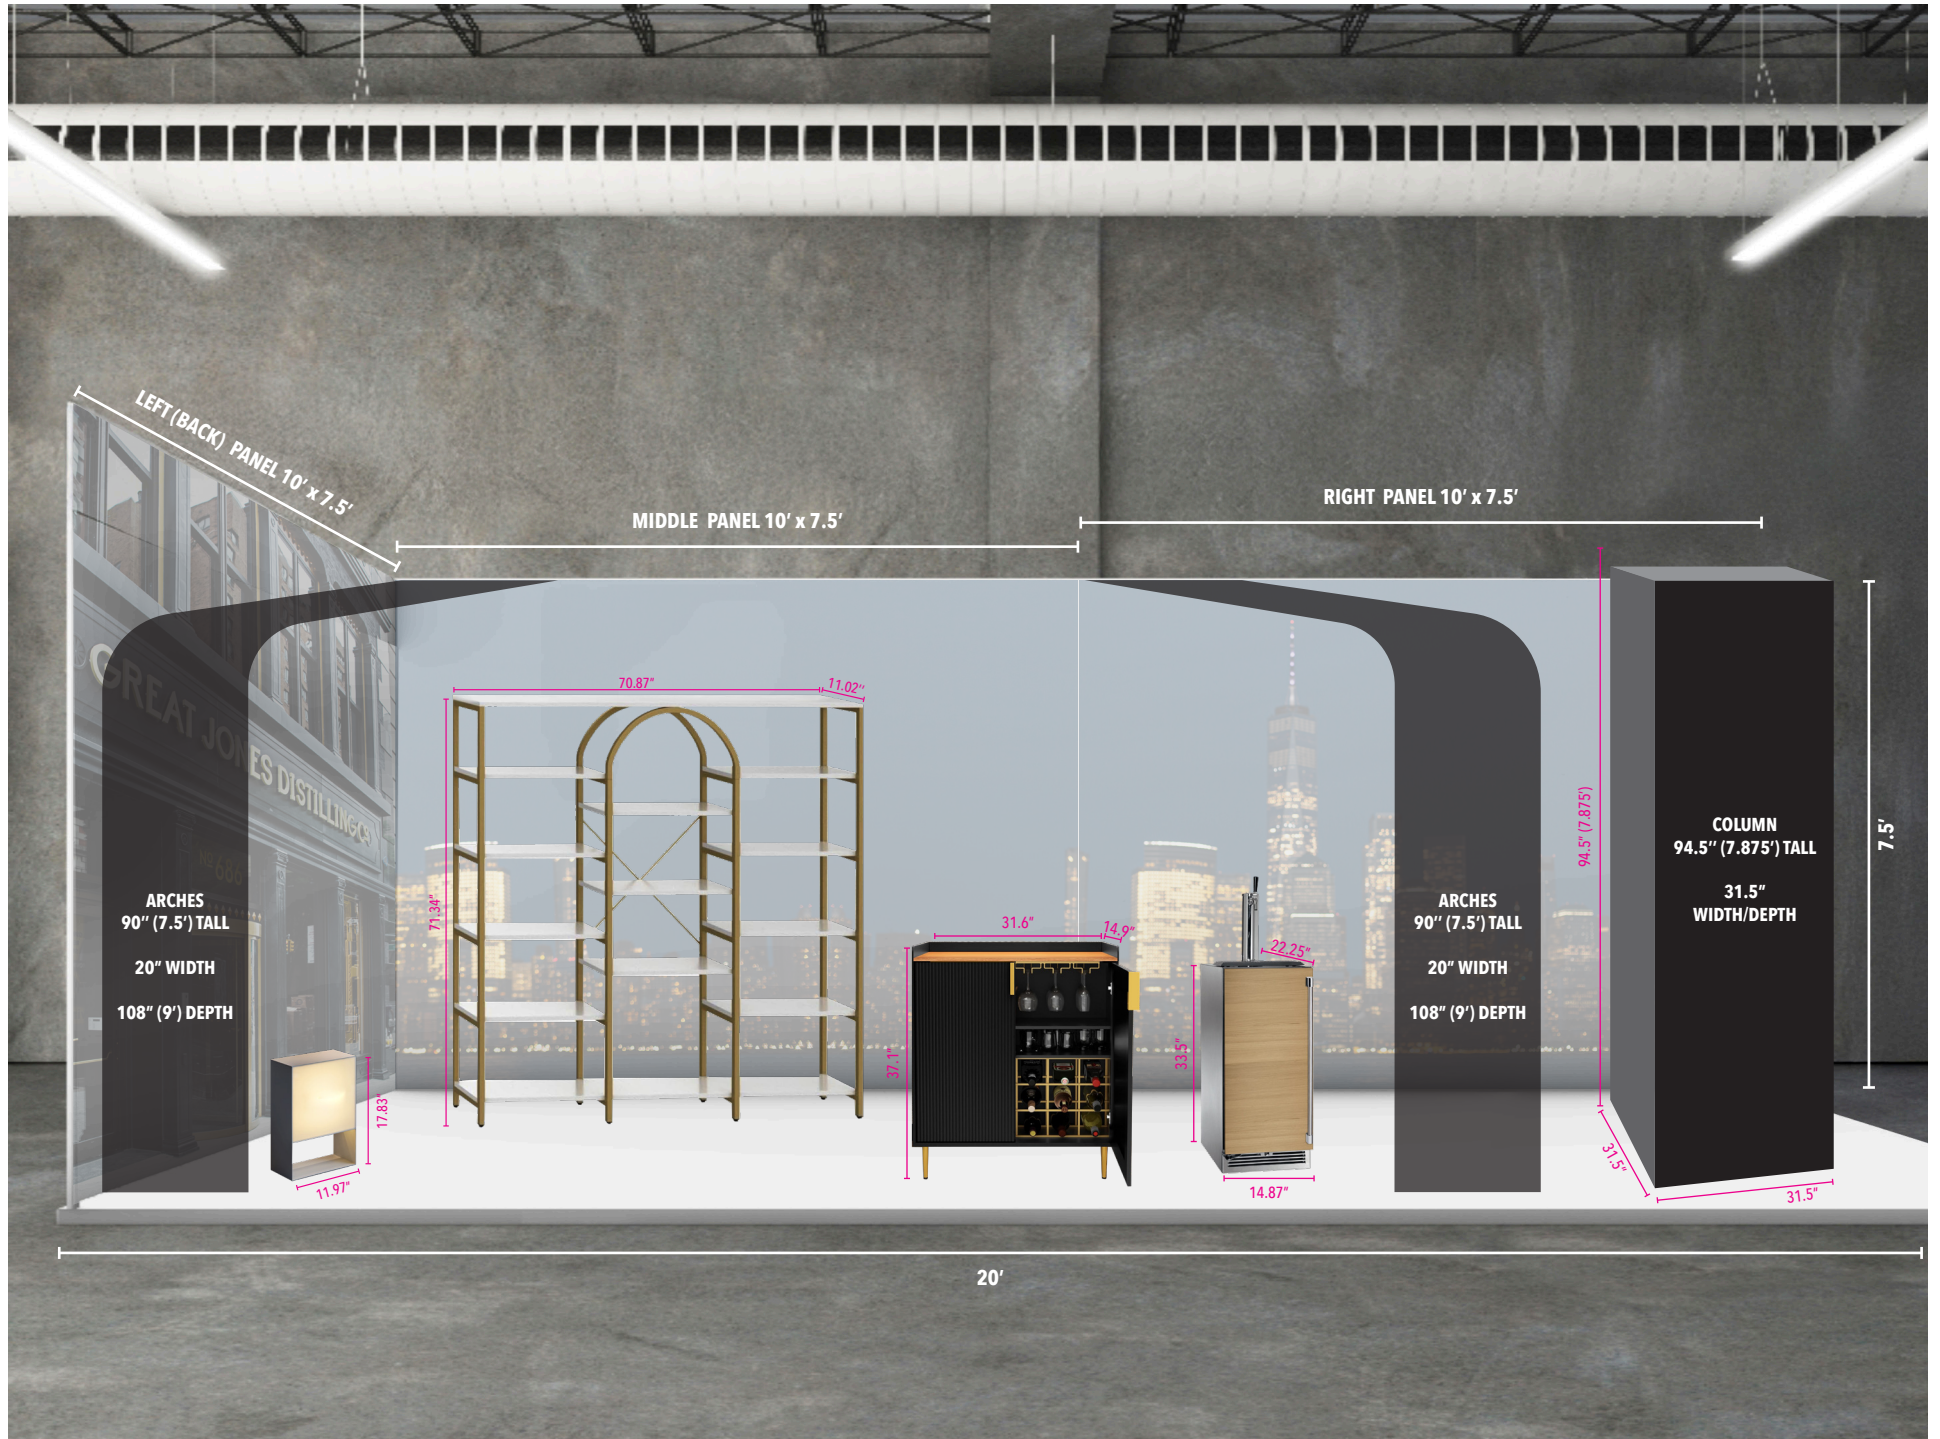 LEFT (BACK) PANEL 10' x 7.5'
MIDDLE PANEL 10' x 7.5'
RIGHT PANEL 10' x 7.5'
GREAT JONES DISTILLING Co
No 686
70.87"
11.02"
71.34"
ARCHES
90" (7.5') TALL
20" WIDTH
108" (9') DEPTH
17.83"
11.97"
31.6"
14.9"
37.1"
22.25"
33.5"
14.87"
ARCHES
90" (7.5') TALL
20" WIDTH
108" (9') DEPTH
94.5" (7.875')
COLUMN
94.5" (7.875') TALL
31.5"
WIDTH/DEPTH
7.5'
31.5"
31.5"
20'